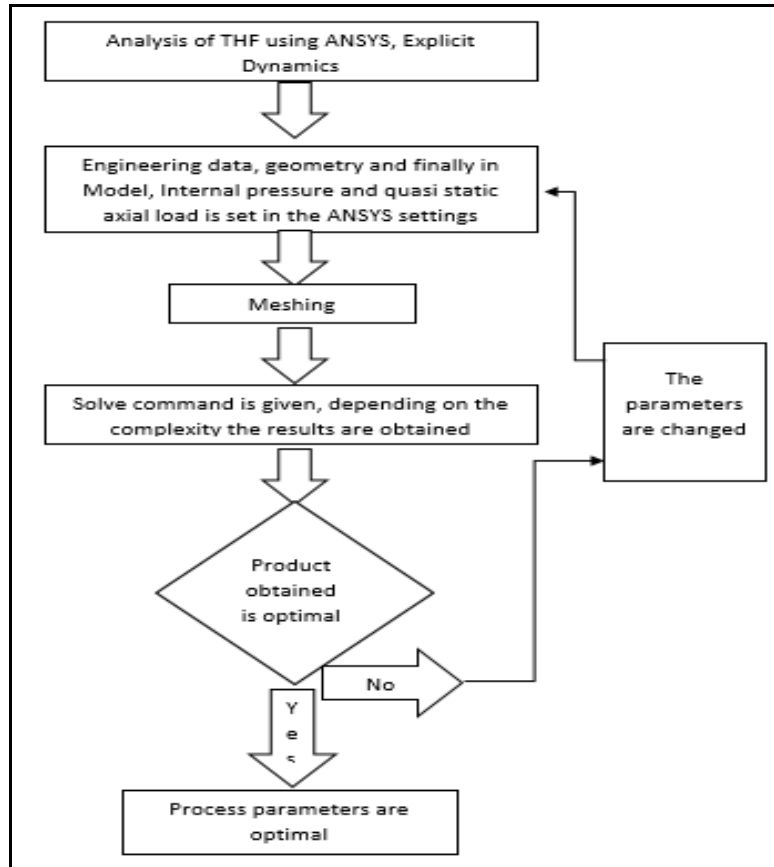 Analysis of THF using ANSYS, Explicit
Dynamics
Engineering data, geometry and finally in
Model, Internal pressure and quasi static
axial load is set in the ANSYS settings
Meshing
Solve command is given, depending on the
complexity the results are obtained
The
parameters
are changed
Product
obtained
is optimal
No
Y
e
s
Process parameters are
optimal